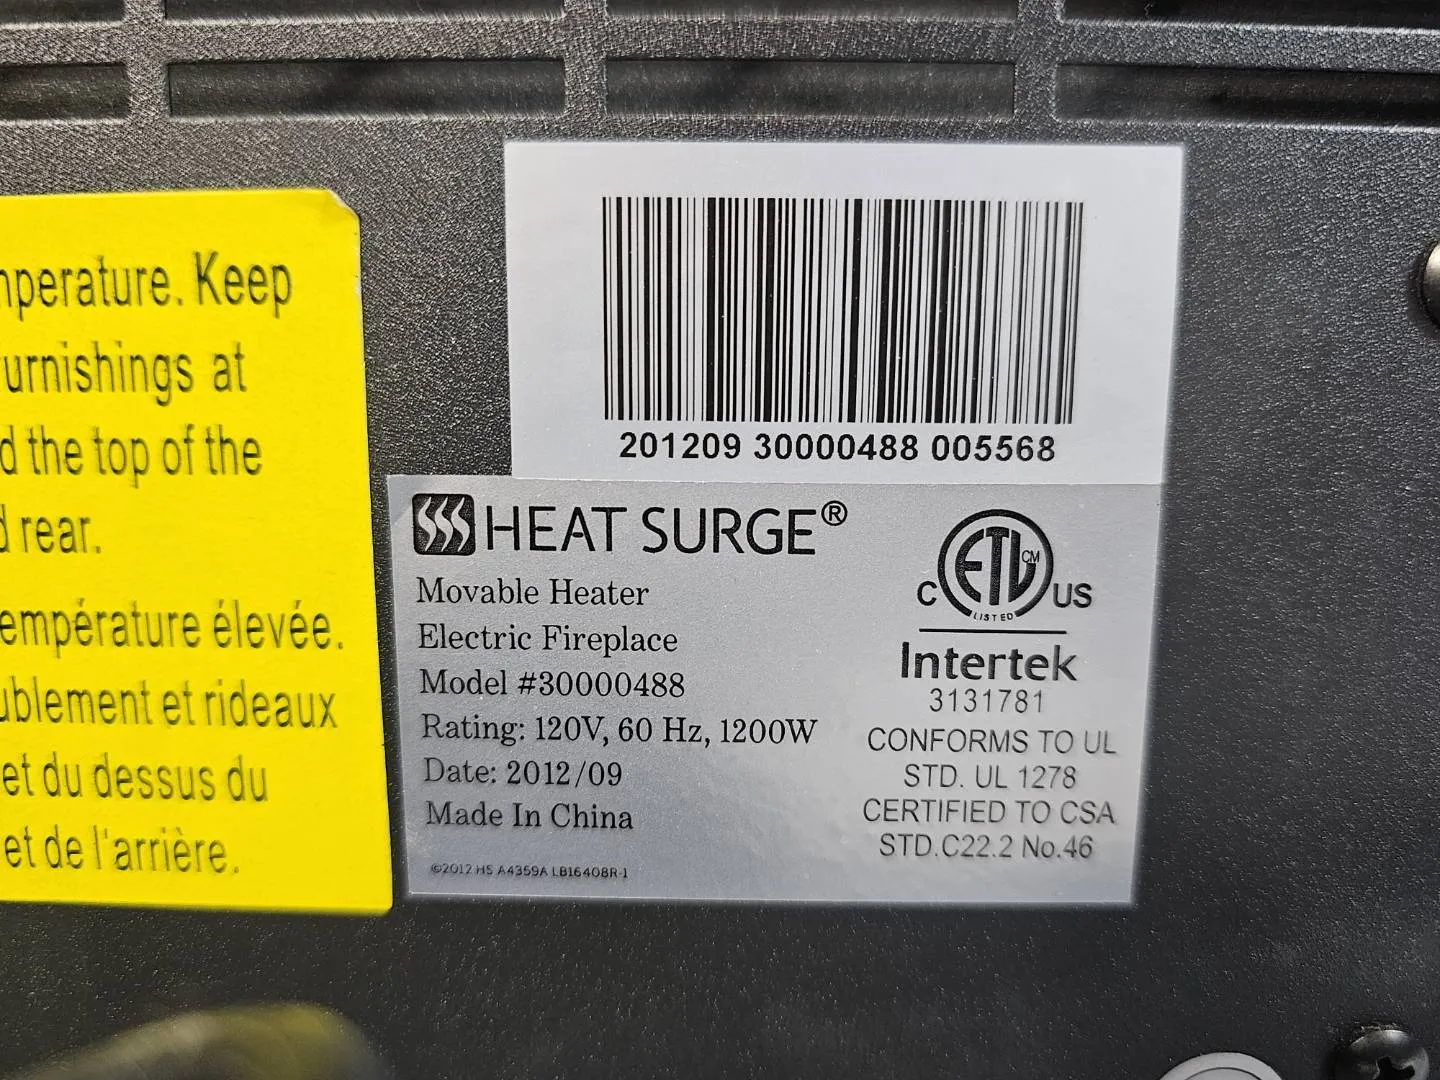 perature. Keep
urnishings at
d the top of the
d rear.
empérature élevée.
ublement et rideaux
et du dessus du
et de l'arrière.
201209 30000488 005568
HEAT SURGE®
Movable Heater
Electric Fireplace
Model #30000488
Rating: 120V, 60 Hz, 1200W
Date: 2012/09
Made In China
©2012 HS A4359A LB16408R-1
C ETL CM US
LISTED
Intertek
3131781
CONFORMS TO UL
STD. UL 1278
CERTIFIED TO CSA
STD.C22.2 No.46